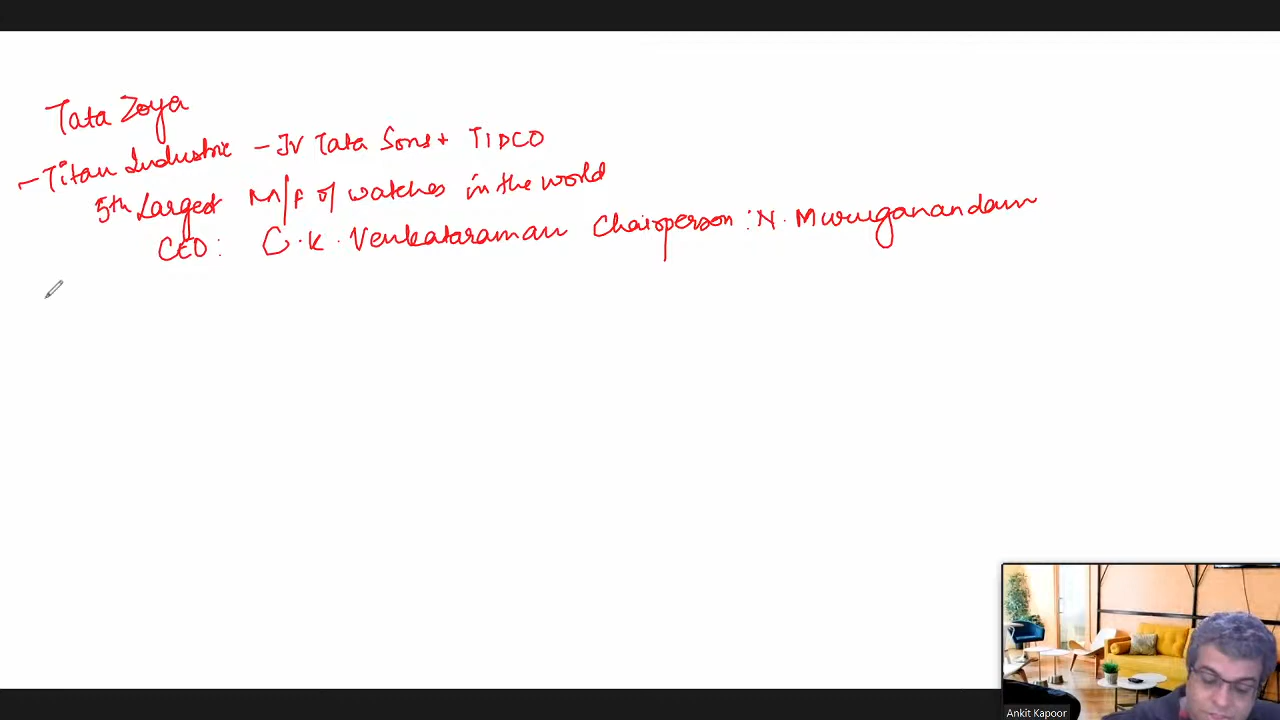 Tata Zoya
- Titan Industrie - JV Tata Sons + TIDCO
5th Largest M/F of watches in the world
CEO: C.K. Venkataraman Chairperson: N. Muruganandam
Ankit Kapoor